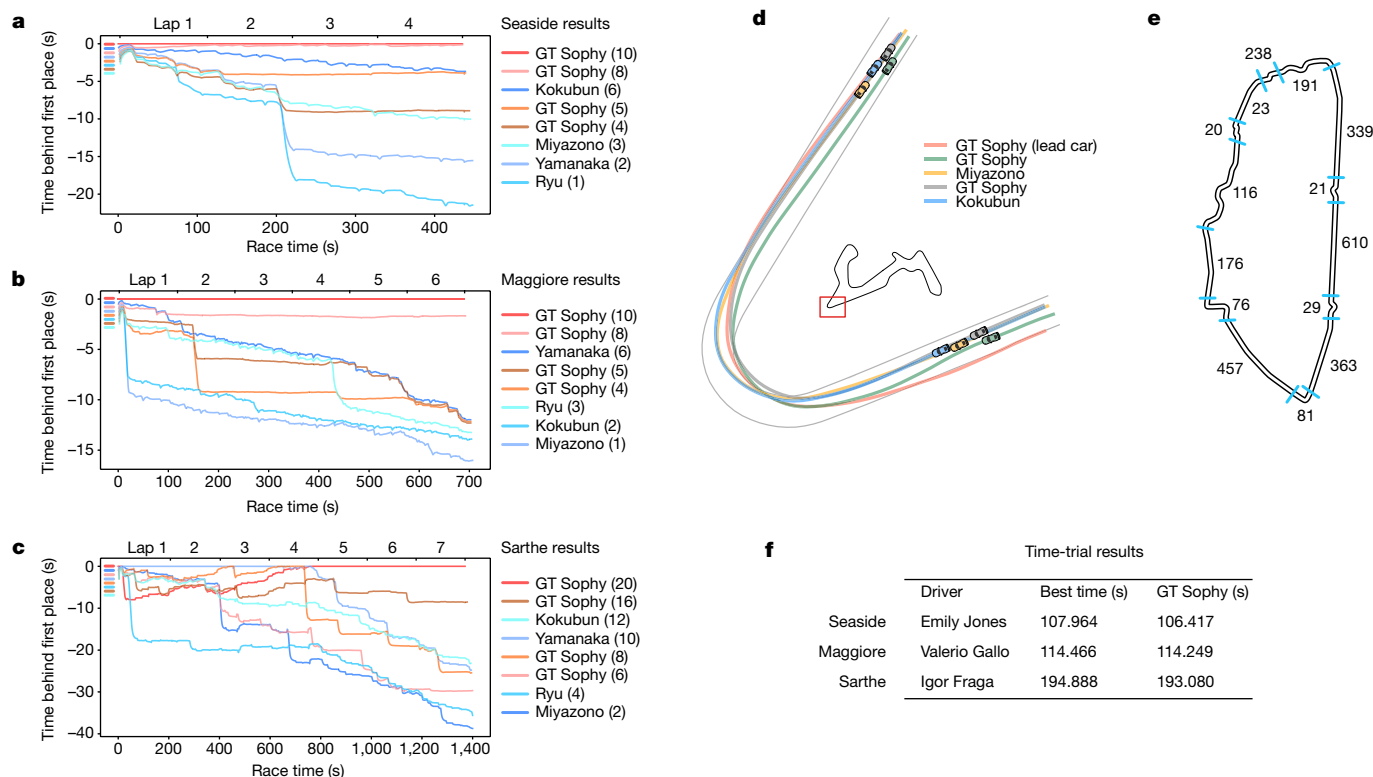 a
Lap 1 2 3 4
Seaside results
Time behind first place (s)
0
−5
−10
−15
−20
0 100 200 300 400
Race time (s)
GT Sophy (10)
GT Sophy (8)
Kokubun (6)
GT Sophy (5)
GT Sophy (4)
Miyazono (3)
Yamanaka (2)
Ryu (1)
b
Lap 1 2 3 4 5 6
Maggiore results
Time behind first place (s)
0
−5
−10
−15
0 100 200 300 400 500 600 700
Race time (s)
GT Sophy (10)
GT Sophy (8)
Yamanaka (6)
GT Sophy (5)
GT Sophy (4)
Ryu (3)
Kokubun (2)
Miyazono (1)
c
Lap 1 2 3 4 5 6 7
Sarthe results
Time behind first place (s)
0
−10
−20
−30
−40
0 200 400 600 800 1,000 1,200 1,400
Race time (s)
GT Sophy (20)
GT Sophy (16)
Kokubun (12)
Yamanaka (10)
GT Sophy (8)
GT Sophy (6)
Ryu (4)
Miyazono (2)
d
GT Sophy (lead car)
GT Sophy
Miyazono
GT Sophy
Kokubun
e
238
191
23
20
339
116
21
610
176
76
29
457
363
81
f
Time-trial results
Driver Best time (s) GT Sophy (s)
Seaside Emily Jones 107.964 106.417
Maggiore Valerio Gallo 114.466 114.249
Sarthe Igor Fraga 194.888 193.080